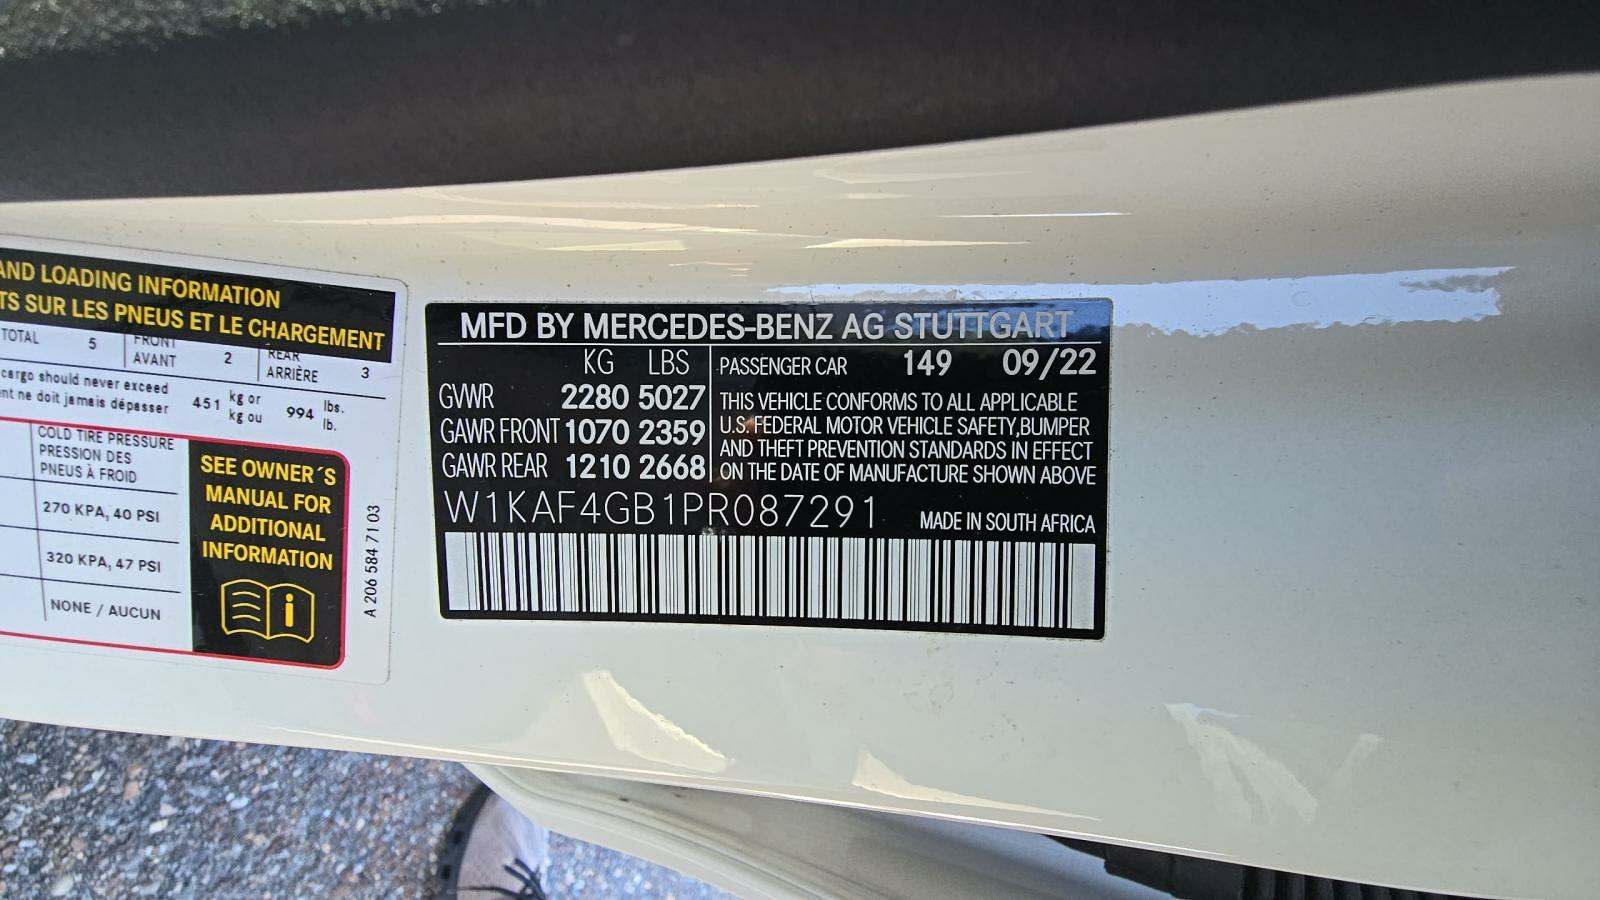 AND LOADING INFORMATION
TS SUR LES PNEUS ET LE CHARGEMENT
TOTAL 5 FRONT AVANT 2 REAR ARRIÈRE 3
cargo should never exceed
nt ne doit jamais dépasser
451 kg or 994 lbs.
kg ou lb.
COLD TIRE PRESSURE
PRESSION DES
PNEUS À FROID
270 KPA, 40 PSI
320 KPA, 47 PSI
NONE / AUCUN
SEE OWNER´S
MANUAL FOR
ADDITIONAL
INFORMATION
A 206 584 71 03
MFD BY MERCEDES-BENZ AG STUTTGART
KG LBS
GVWR 2280 5027
GAWR FRONT 1070 2359
GAWR REAR 1210 2668
PASSENGER CAR 149 09/22
THIS VEHICLE CONFORMS TO ALL APPLICABLE
U.S. FEDERAL MOTOR VEHICLE SAFETY,BUMPER
AND THEFT PREVENTION STANDARDS IN EFFECT
ON THE DATE OF MANUFACTURE SHOWN ABOVE
W1KAF4GB1PR087291
MADE IN SOUTH AFRICA